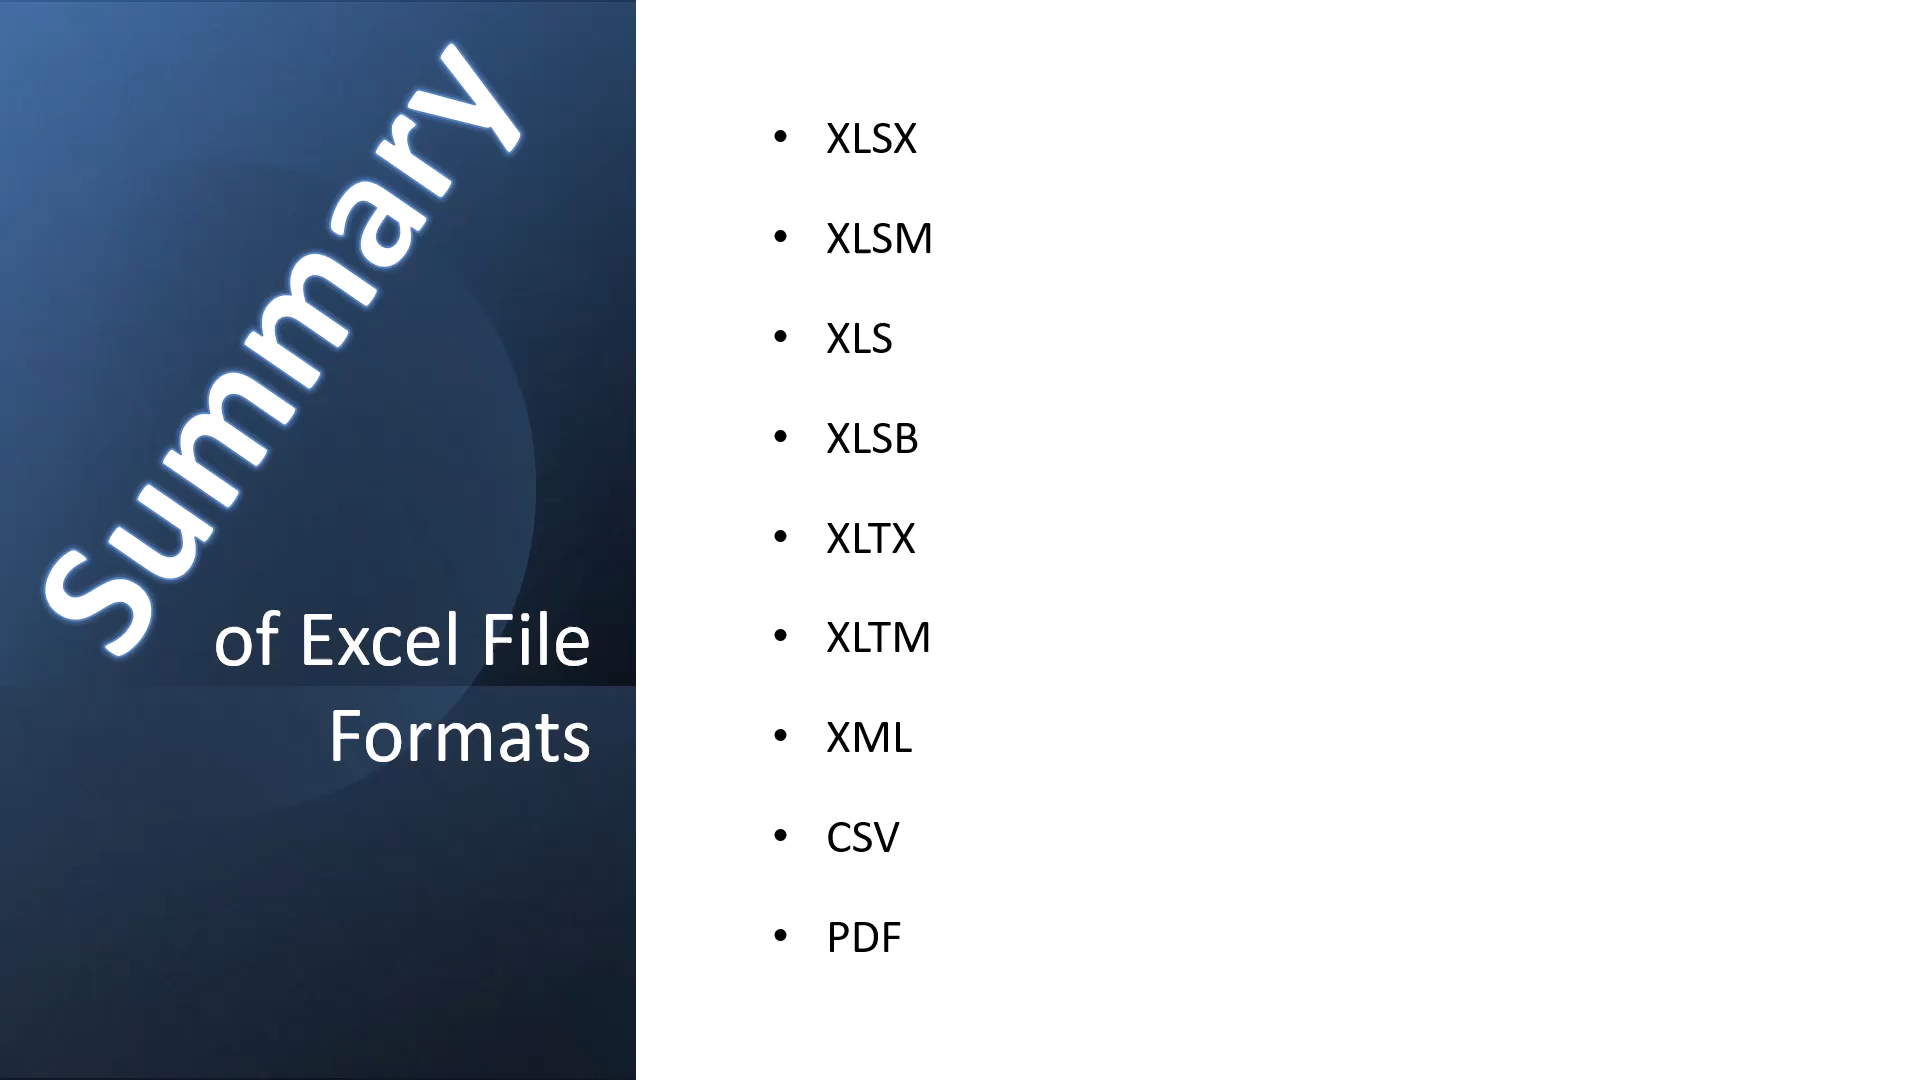 Summary
of Excel File
Formats
• XLSX
• XLSM
• XLS
• XLSB
• XLTX
• XLTM
• XML
• CSV
• PDF